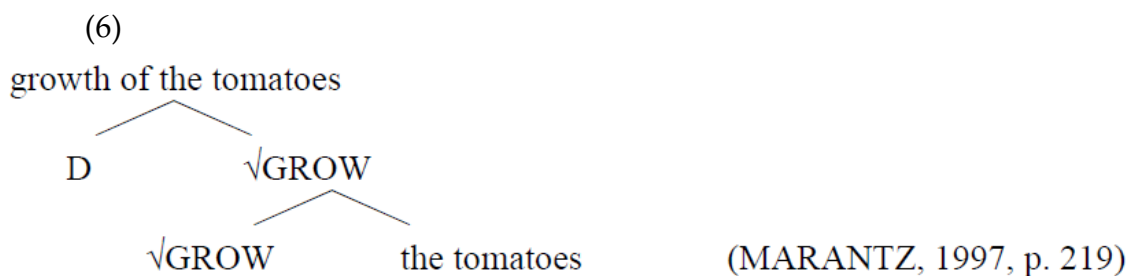 (6)
growth of the tomatoes
D √GROW
√GROW the tomatoes (MARANTZ, 1997, p. 219)